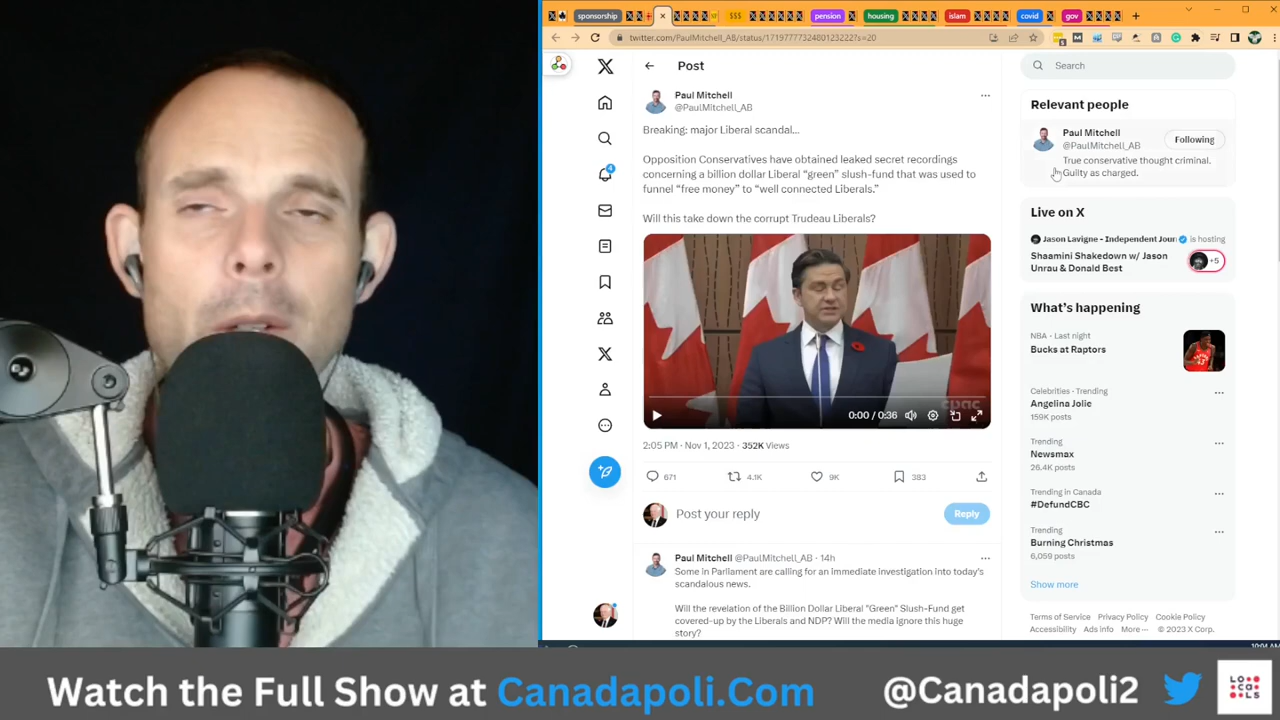 sponsorship
$$$
pension
housing
islam
covid
gov
twitter.com/PaulMitchell_AB/status/1719777732480123222?s=20
Post
Search
Paul Mitchell
@PaulMitchell_AB
Breaking: major Liberal scandal...
Opposition Conservatives have obtained leaked secret recordings
concerning a billion dollar Liberal “green” slush-fund that was used to
funnel “free money” to “well connected Liberals.”
Will this take down the corrupt Trudeau Liberals?
cpac
0:00 / 0:36
2:05 PM · Nov 1, 2023 · 352K Views
671
4.1K
9K
383
Post your reply
Reply
Paul Mitchell @PaulMitchell_AB · 14h
Some in Parliament are calling for an immediate investigation into today's
scandalous news.
Will the revelation of the Billion Dollar Liberal "Green" Slush-Fund get
covered-up by the Liberals and NDP? Will the media ignore this huge
story?
Relevant people
Paul Mitchell
Following
@PaulMitchell_AB
True conservative thought criminal.
Guilty as charged.
Live on X
Jason Lavigne - Independent Jour is hosting
Shaamini Shakedown w/ Jason
Unrau & Donald Best
+5
What’s happening
NBA · Last night
Bucks at Raptors
Celebrities · Trending
Angelina Jolie
159K posts
Trending
Newsmax
26.4K posts
Trending in Canada
#DefundCBC
Trending
Burning Christmas
6,059 posts
Show more
Terms of Service Privacy Policy Cookie Policy
Accessibility Ads info More ··· © 2023 X Corp.
Watch the Full Show at Canadapoli.Com
@Canadapoli2
LO
CALS